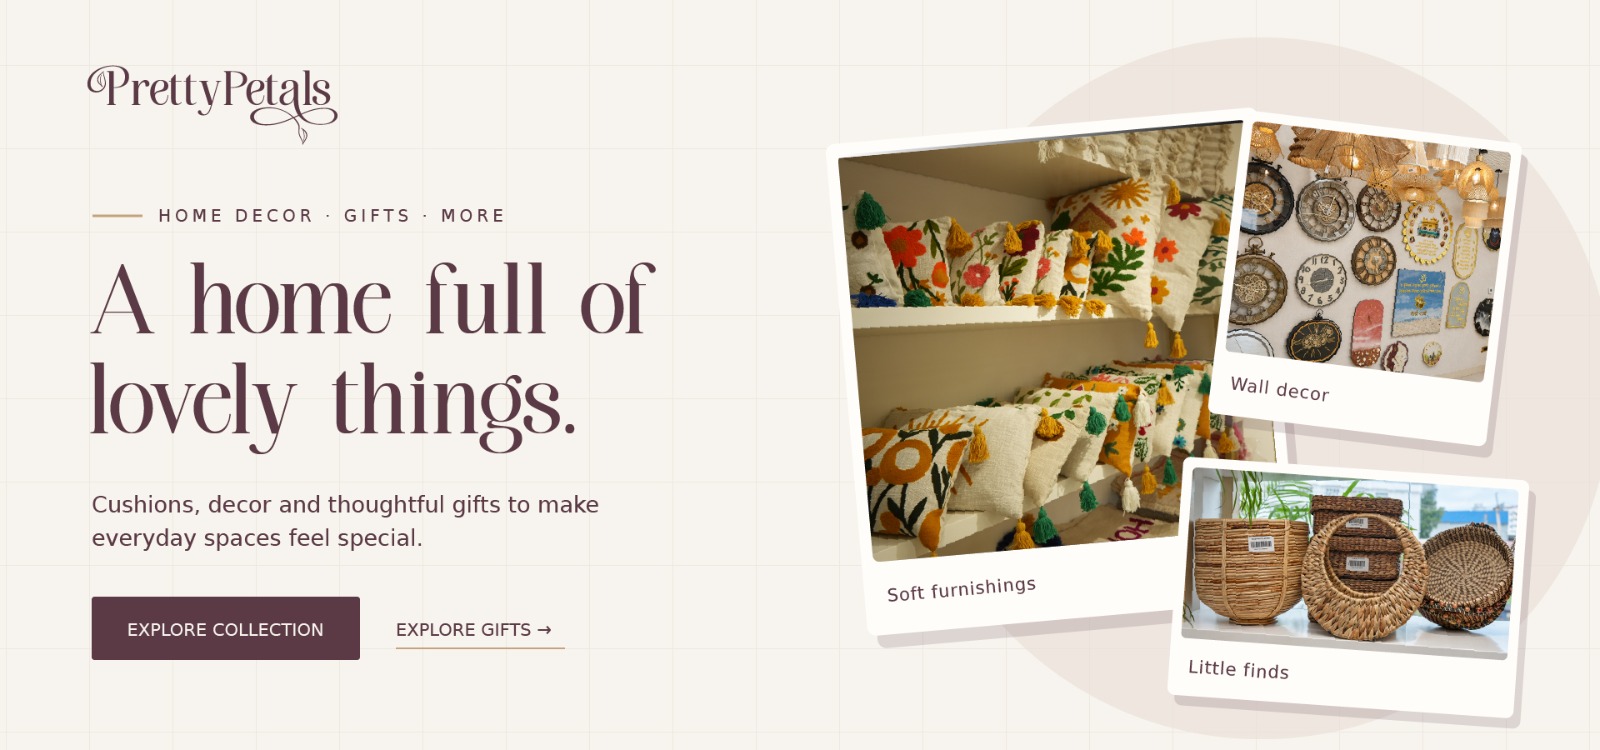 PrettyPetals
HOME DECOR · GIFTS · MORE
A home full of
lovely things.
Cushions, decor and thoughtful gifts to make
everyday spaces feel special.
EXPLORE COLLECTION
EXPLORE GIFTS →
Soft furnishings
Wall decor
Little finds